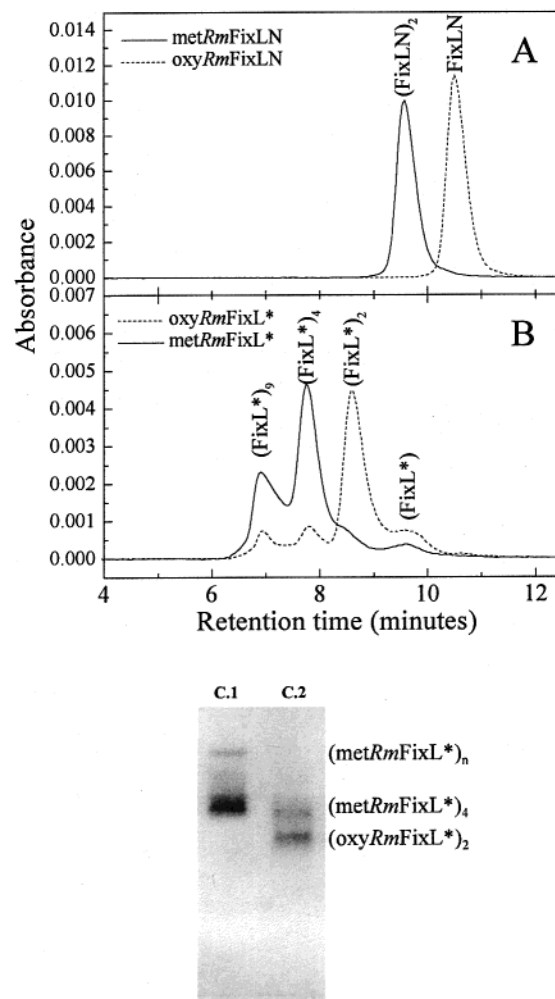 0.015
0.014
0.012
0.010
0.008
0.006
0.004
0.002
0.000
metRmFixLN
oxyRmFixLN
(FixLN)₂
FixLN
A
Absorbance
0.007
0.006
0.005
0.004
0.003
0.002
0.001
0.000
oxyRmFixL*
metRmFixL*
(FixL*)₉
(FixL*)₄
(FixL*)₂
(FixL*)
B
4 6 8 10 12
Retention time (minutes)
C.1 C.2
(metRmFixL*)ₙ
(metRmFixL*)₄
(oxyRmFixL*)₂